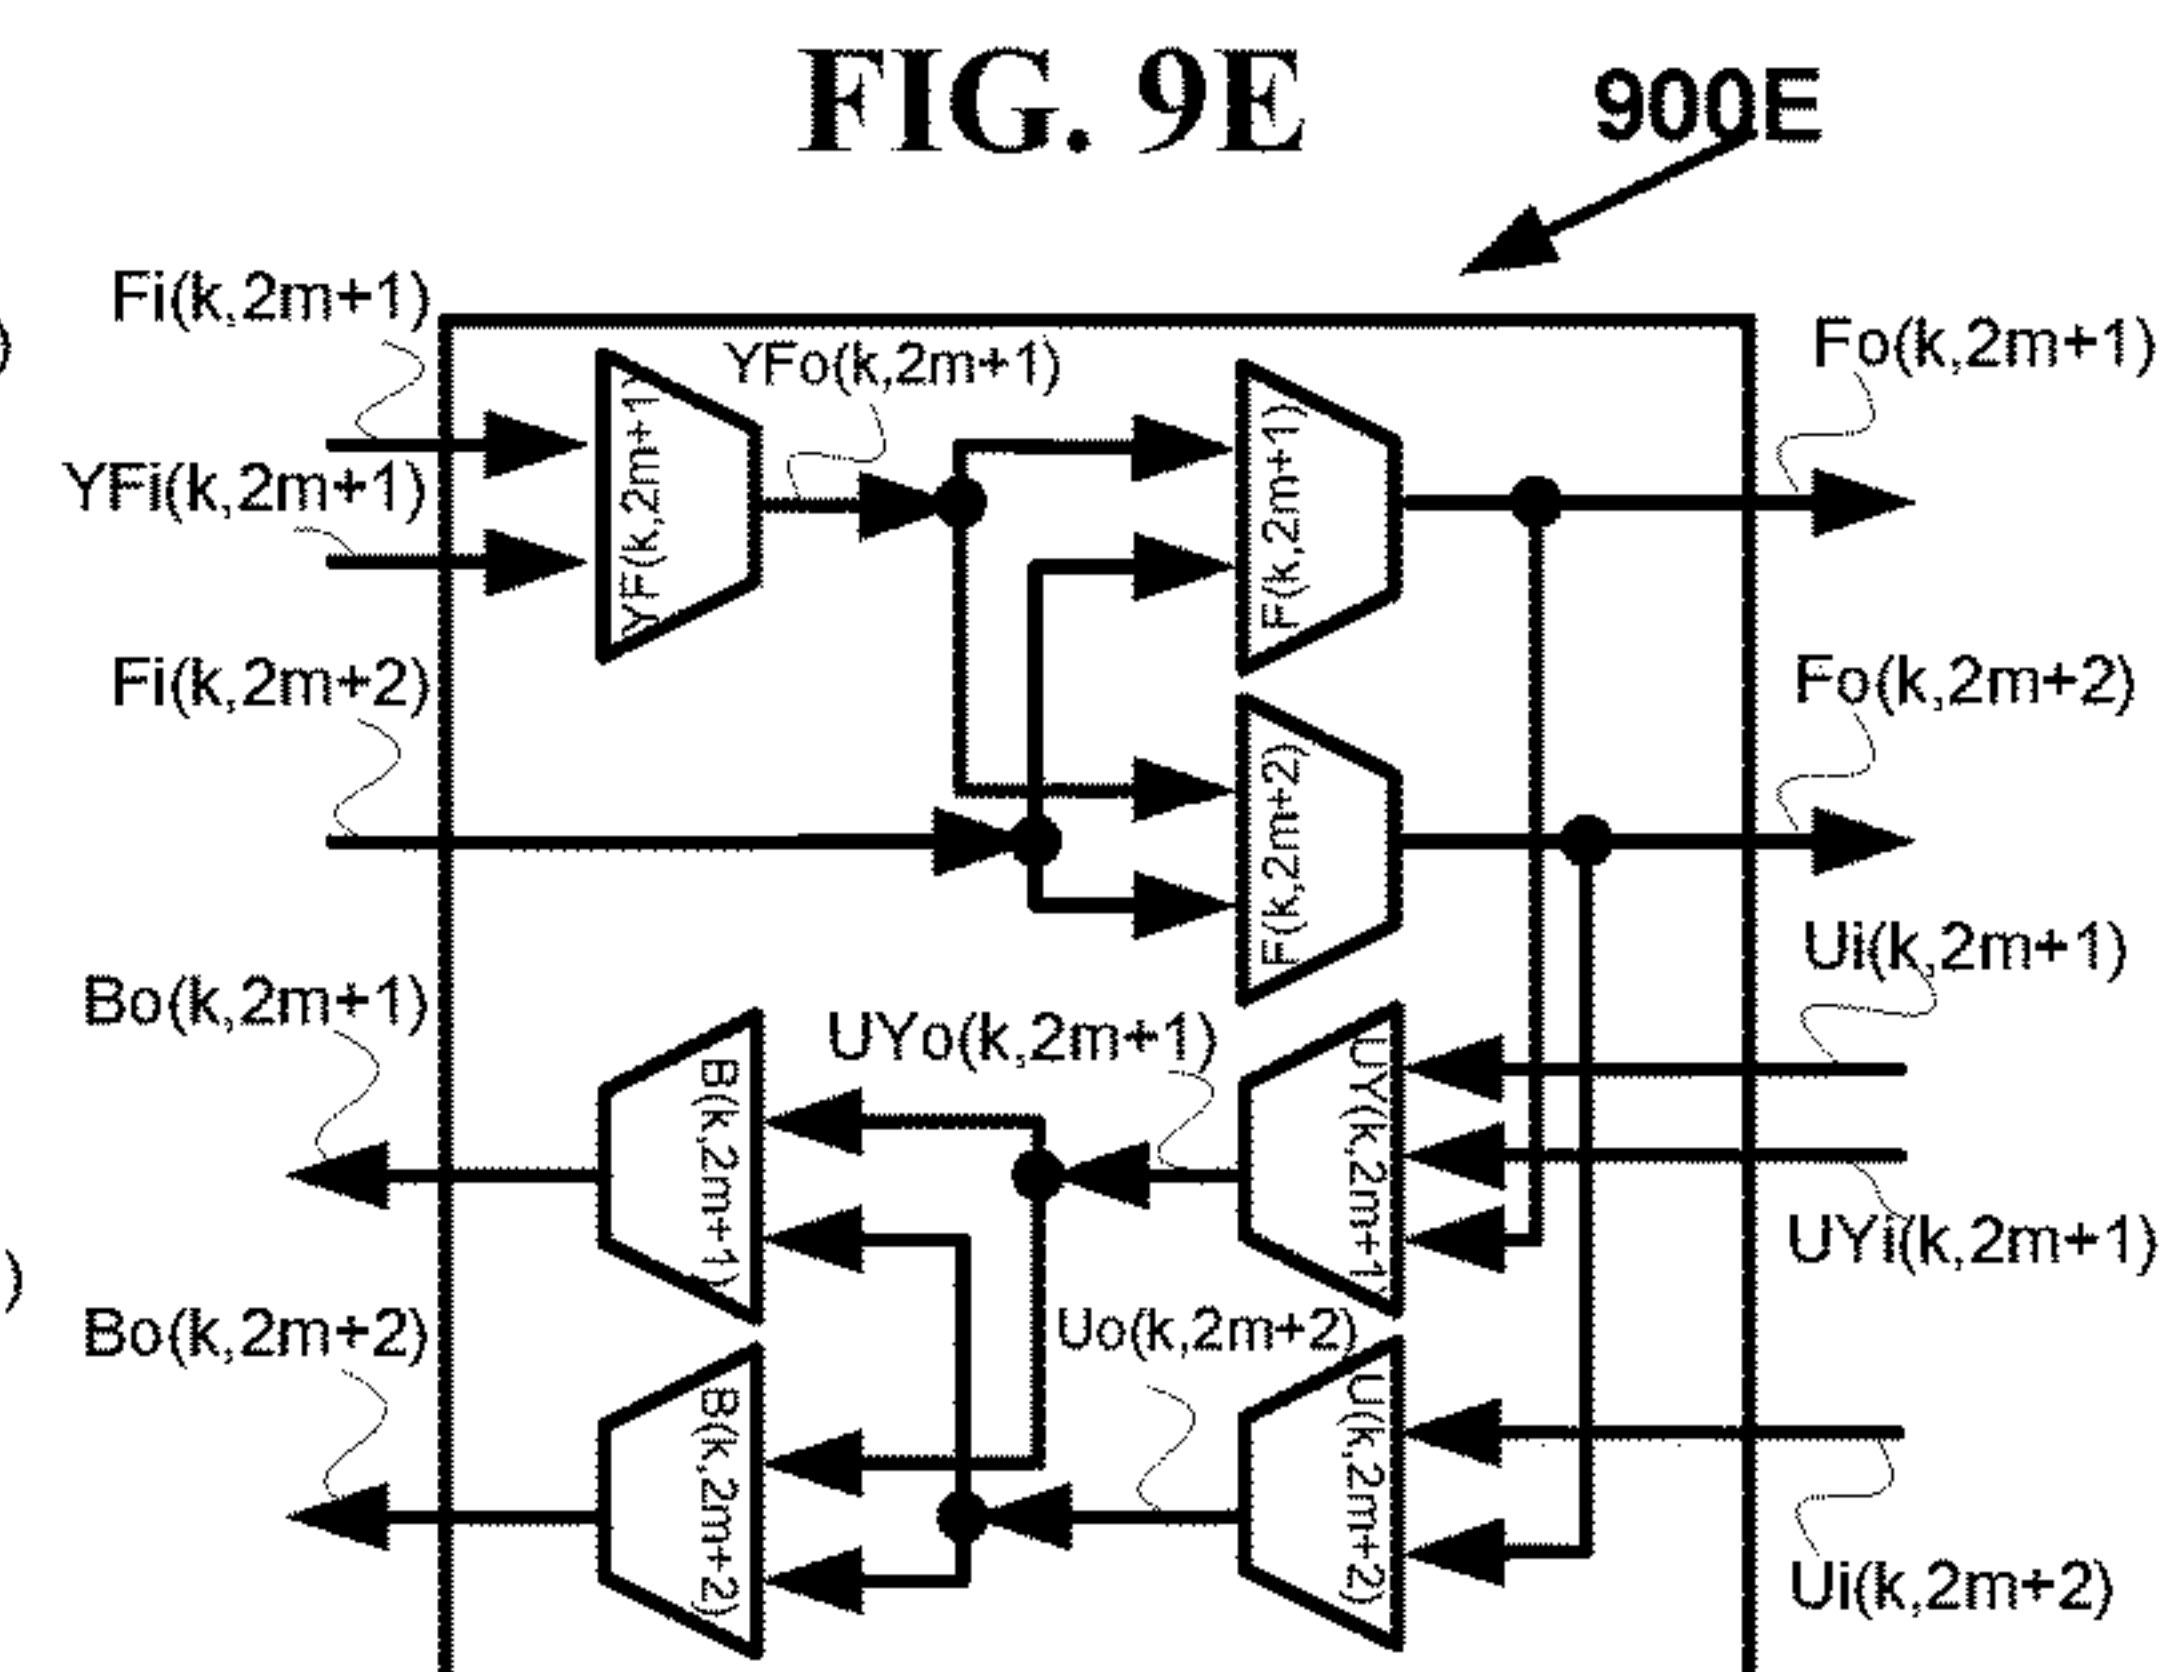 FIG. 9E
900E
)
Fi(k,2m+1)
YFo(k,2m+1)
Fo(k,2m+1)
YFi(k,2m+1)
YF(k,2m+1)
F(k,2m+1)
Fi(k,2m+2)
Fo(k,2m+2)
F(k,2m+2)
Ui(k,2m+1)
Bo(k,2m+1)
UYo(k,2m+1)
B(k,2m+1)
UY(k,2m+1)
UYi(k,2m+1)
)
Bo(k,2m+2)
Uo(k,2m+2)
B(k,2m+2)
U(k,2m+2)
Ui(k,2m+2)